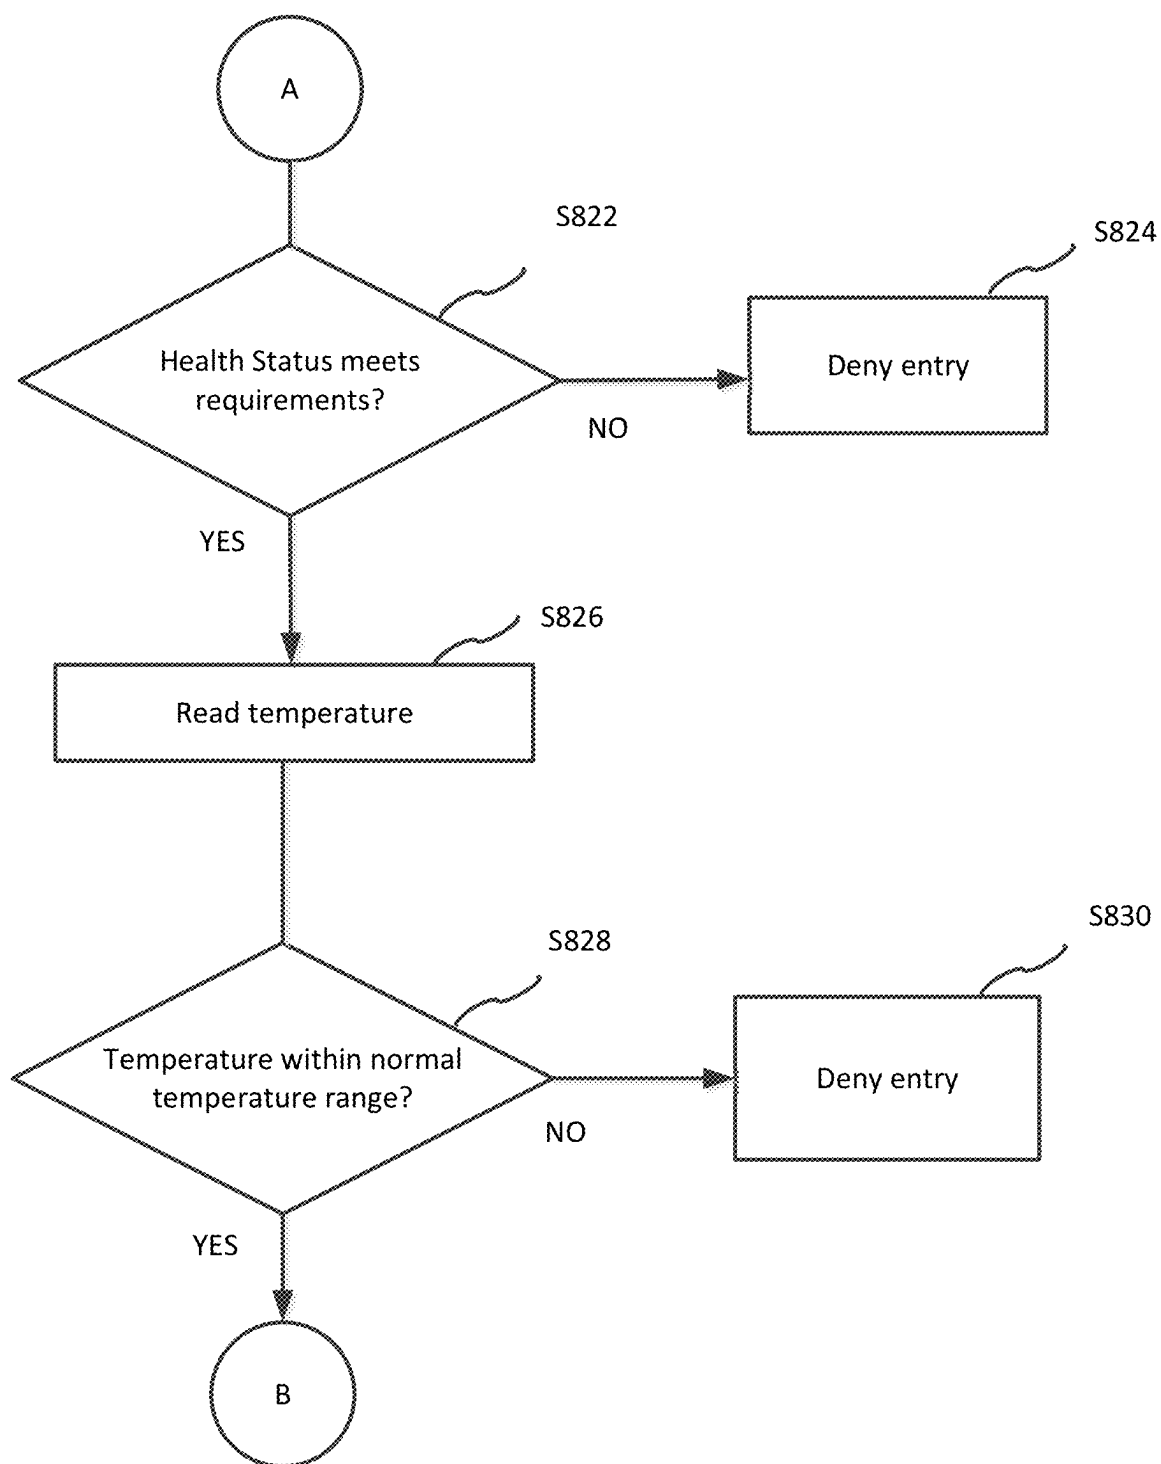 A
S822
S824
Health Status meets
requirements?
Deny entry
NO
YES
S826
Read temperature
S830
S828
Temperature within normal
temperature range?
Deny entry
NO
YES
B